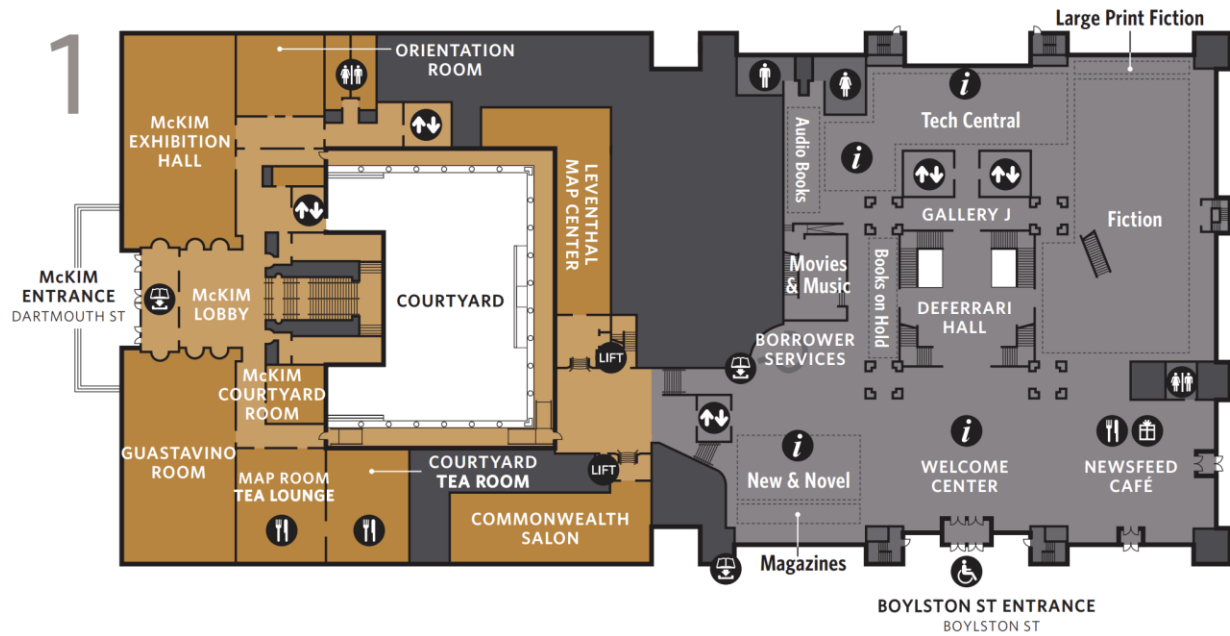 1
ORIENTATION
ROOM
McKIM
EXHIBITION
HALL
LEVENTHAL
MAP CENTER
McKIM
ENTRANCE
DARTMOUTH ST
McKIM
LOBBY
COURTYARD
McKIM
COURTYARD
ROOM
GUASTAVINO
ROOM
MAP ROOM
TEA LOUNGE
COURTYARD
TEA ROOM
COMMONWEALTH
SALON
LIFT
LIFT
Large Print Fiction
Tech Central
Audio Books
GALLERY J
Fiction
Movies
& Music
Books on Hold
DEFERRARI
HALL
BORROWER
SERVICES
New & Novel
Magazines
WELCOME
CENTER
NEWSFEED
CAFÉ
BOYLSTON ST ENTRANCE
BOYLSTON ST
i
i
i
i